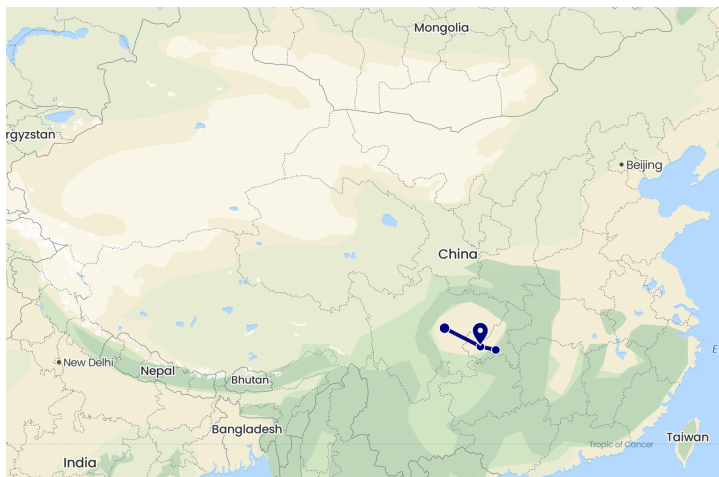 Mongolia
rgyzstan
Beijing
China
New Delhi
Nepal
Bhutan
E
Bangladesh
Taiwan
Tropic of Cancer
India